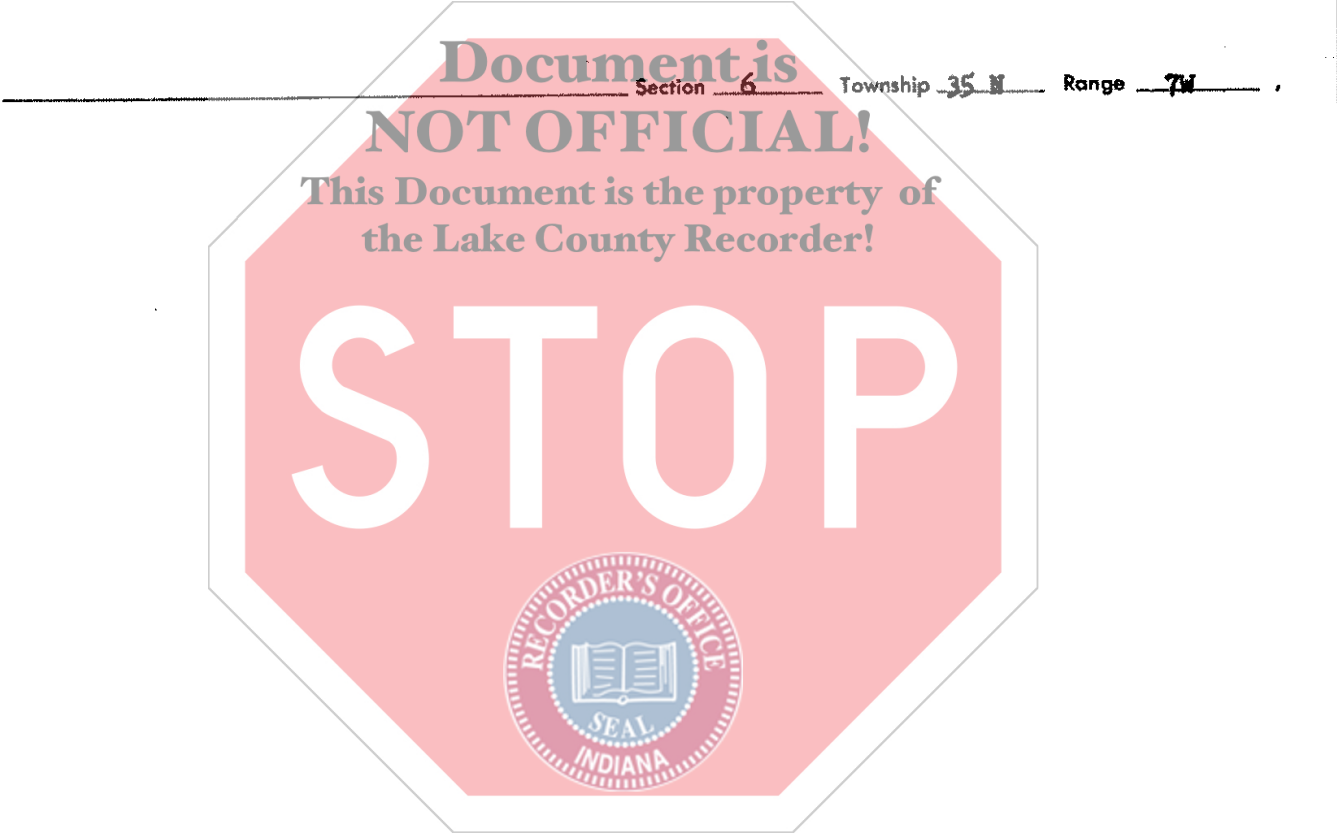 Document is
Section 6 Township 35 N Range 7W ,
NOT OFFICIAL!
This Document is the property of
the Lake County Recorder!
STOP
RECORDER'S OFFICE
SEAL
INDIANA